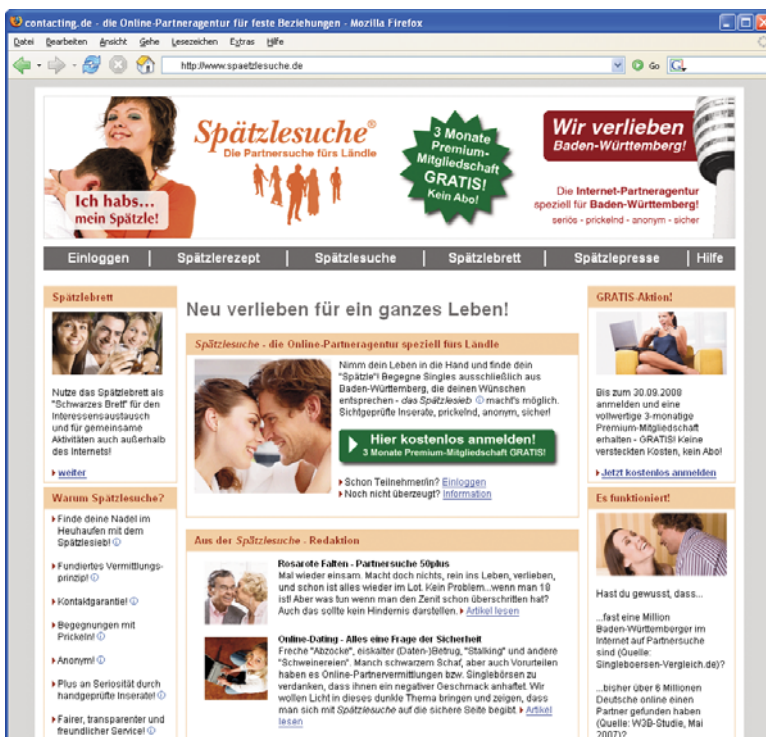 contacting.de - die Online-Partneragentur für feste Beziehungen - Mozilla Firefox
Datei Bearbeiten Ansicht Gehe Lesezeichen Extras Hilfe
http://www.spaetzlesuche.de
Go
Ich habs...
mein Spätzle!
Spätzlesuche®
Die Partnersuche fürs Ländle
3 Monate
Premium-
Mitgliedschaft
GRATIS!
Kein Abo!
Wir verlieben
Baden-Württemberg!
Die Internet-Partneragentur
speziell für Baden-Württemberg!
seriös - prickelnd - anonym - sicher
Einloggen | Spätzlerezept | Spätzlesuche | Spätzlebrett | Spätzlepresse | Hilfe
Spätzlebrett
Nutze das Spätzlebrett als
"Schwarzes Brett" für den
Interessensaustausch
und für gemeinsame
Aktivitäten auch außerhalb
des Internets!
weiter
Warum Spätzlesuche?
Finde deine Nadel im
Heuhaufen mit dem
Spätzlesieb!
Fundiertes Vermittlungs-
prinzip!
Kontaktgarantie!
Begegnungen mit
Prickeln!
Anonym!
Plus an Seriosität durch
handgeprüfte Inserate!
Fairer, transparenter und
freundlicher Service!
Neu verlieben für ein ganzes Leben!
Spätzlesuche - die Online-Partneragentur speziell fürs Ländle
Nimm dein Leben in die Hand und finde dein
"Spätzle"! Begegne Singles ausschließlich aus
Baden-Württemberg, die deinen Wünschen
entsprechen - das Spätzlesieb macht's möglich.
Sichtgeprüfte Inserate, prickelnd, anonym, sicher!
Hier kostenlos anmelden!
3 Monate Premium-Mitgliedschaft GRATIS!
Schon Teilnehmer/in? Einloggen
Noch nicht überzeugt? Information
Aus der Spätzlesuche - Redaktion
Rosarote Falten - Partnersuche 50plus
Mal wieder einsam. Macht doch nichts, rein ins Leben, verlieben,
und schon ist alles wieder im Lot. Kein Problem...wenn man 18
ist! Aber was tun wenn man den Zenit schon überschritten hat?
Auch das sollte kein Hindernis darstellen. Artikel lesen
Online-Dating - Alles eine Frage der Sicherheit
Freche "Abzocke", eiskalter (Daten-)Betrug, "Stalking" und andere
"Schweinereien". Manch schwarzem Schaf, aber auch Vorurteilen
haben es Online-Partnervermittlungen bzw. Singlebörsen zu
verdanken, dass ihnen ein negativer Geschmack anhaftet. Wir
wollen Licht in dieses dunkle Thema bringen und zeigen, dass
man sich mit Spätzlesuche auf die sichere Seite begibt. Artikel
lesen
GRATIS-Aktion!
Bis zum 30.09.2008
anmelden und eine
vollwertige 3-monatige
Premium-Mitgliedschaft
erhalten - GRATIS! Keine
versteckten Kosten, kein Abo!
Jetzt kostenlos anmelden
Es funktioniert!
Hast du gewusst, dass...
...fast eine Million
Baden-Württemberger im
Internet auf Partnersuche
sind (Quelle:
Singleboersen-Vergleich.de)?
...bisher über 6 Millionen
Deutsche online einen
Partner gefunden haben
(Quelle: W3B-Studie, Mai
2007)?